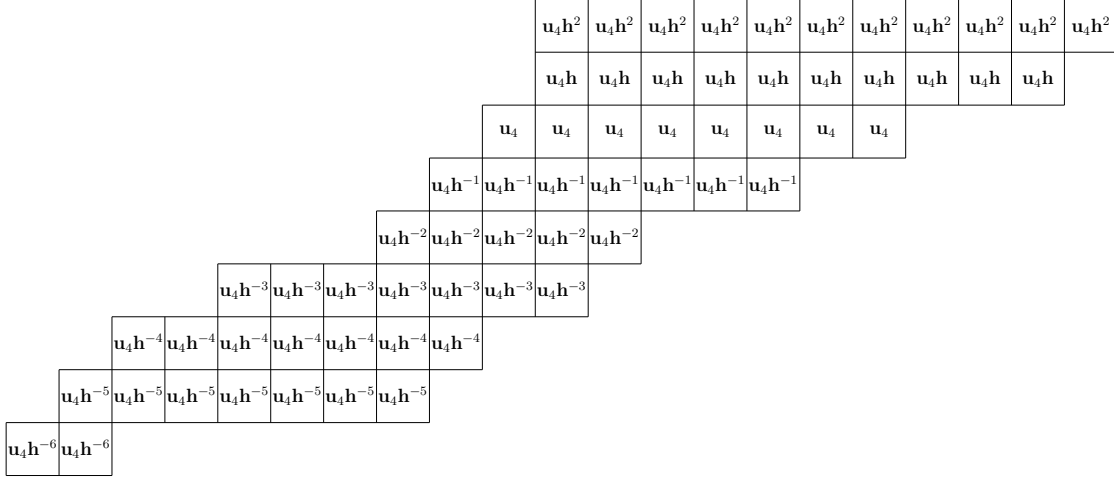 u₄h² u₄h² u₄h² u₄h² u₄h² u₄h² u₄h² u₄h² u₄h² u₄h² u₄h²
u₄h u₄h u₄h u₄h u₄h u₄h u₄h u₄h u₄h u₄h
u₄ u₄ u₄ u₄ u₄ u₄ u₄ u₄
u₄h⁻¹ u₄h⁻¹ u₄h⁻¹ u₄h⁻¹ u₄h⁻¹ u₄h⁻¹ u₄h⁻¹
u₄h⁻² u₄h⁻² u₄h⁻² u₄h⁻² u₄h⁻²
u₄h⁻³ u₄h⁻³ u₄h⁻³ u₄h⁻³ u₄h⁻³ u₄h⁻³ u₄h⁻³
u₄h⁻⁴ u₄h⁻⁴ u₄h⁻⁴ u₄h⁻⁴ u₄h⁻⁴ u₄h⁻⁴ u₄h⁻⁴
u₄h⁻⁵ u₄h⁻⁵ u₄h⁻⁵ u₄h⁻⁵ u₄h⁻⁵ u₄h⁻⁵ u₄h⁻⁵
u₄h⁻⁶ u₄h⁻⁶